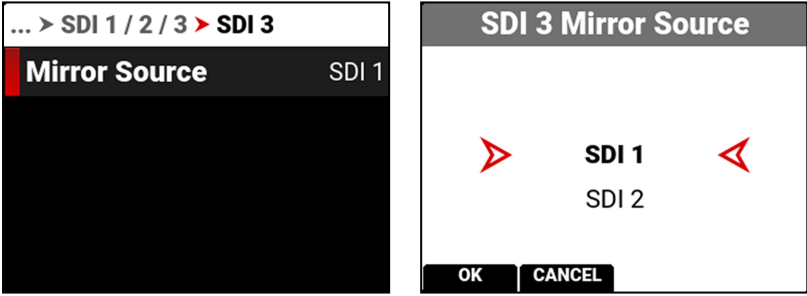 ... > SDI 1 / 2 / 3 > SDI 3
Mirror Source SDI 1
SDI 3 Mirror Source
SDI 1
SDI 2
OK CANCEL